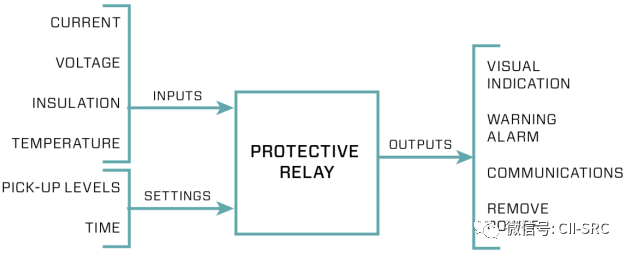 CURRENT
VOLTAGE
INSULATION
TEMPERATURE
INPUTS
PICK-UP LEVELS
TIME
SETTINGS
PROTECTIVE
RELAY
OUTPUTS
VISUAL
INDICATION
WARNING
ALARM
COMMUNICATIONS
REMOVE
微信号: CII-SRC